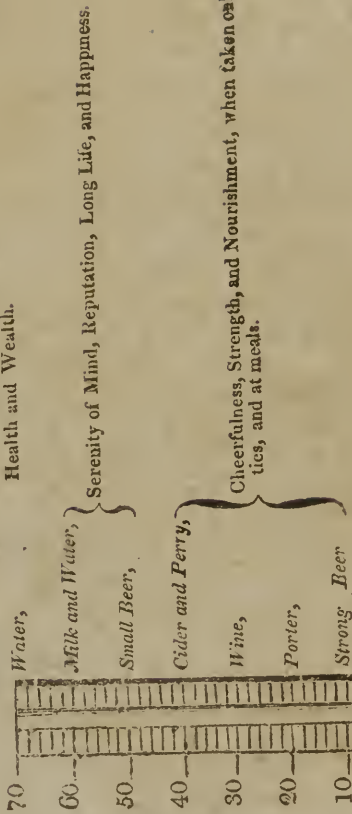 70 Water, Health and Wealth.
60 Milk and Water,
Serenity of Mind, Reputation, Long Life, and Happiness.
50 Small Beer,
40 Cider and Perry,
30 Wine,
Cheerfulness, Strength, and Nourishment, when taken on
ties, and at meals.
20 Porter,
10 Strong Beer